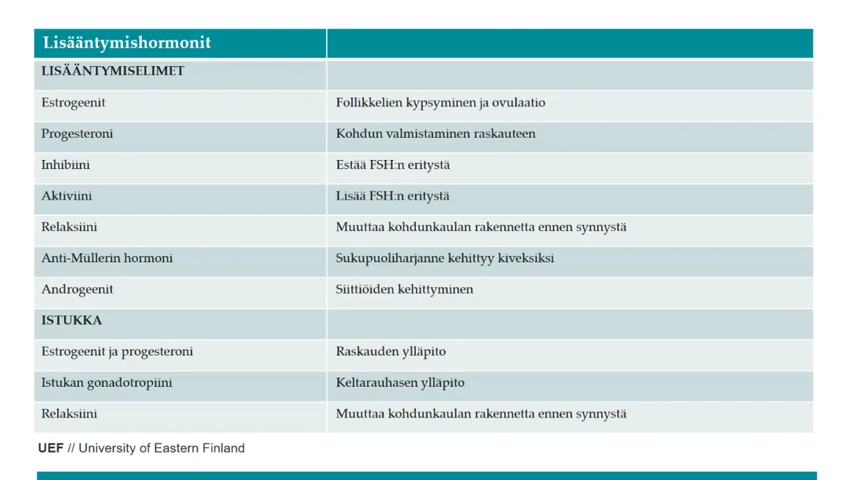 Lisääntymishormonit
LISÄÄNTYMISELIMET
Estrogeenit Follikkelien kypsyminen ja ovulaatio
Progesteroni Kohdun valmistaminen raskauteen
Inhibiini Estää FSH:n eritystä
Aktiviini Lisää FSH:n eritystä
Relaksiini Muuttaa kohdunkaulan rakennetta ennen synnystä
Anti-Müllerin hormoni Sukupuoliharjanne kehittyy kiveksiksi
Androgeenit Siittiöiden kehittyminen
ISTUKKA
Estrogeenit ja progesteroni Raskauden ylläpito
Istukan gonadotropiini Keltarauhasen ylläpito
Relaksiini Muuttaa kohdunkaulan rakennetta ennen synnystä
UEF // University of Eastern Finland